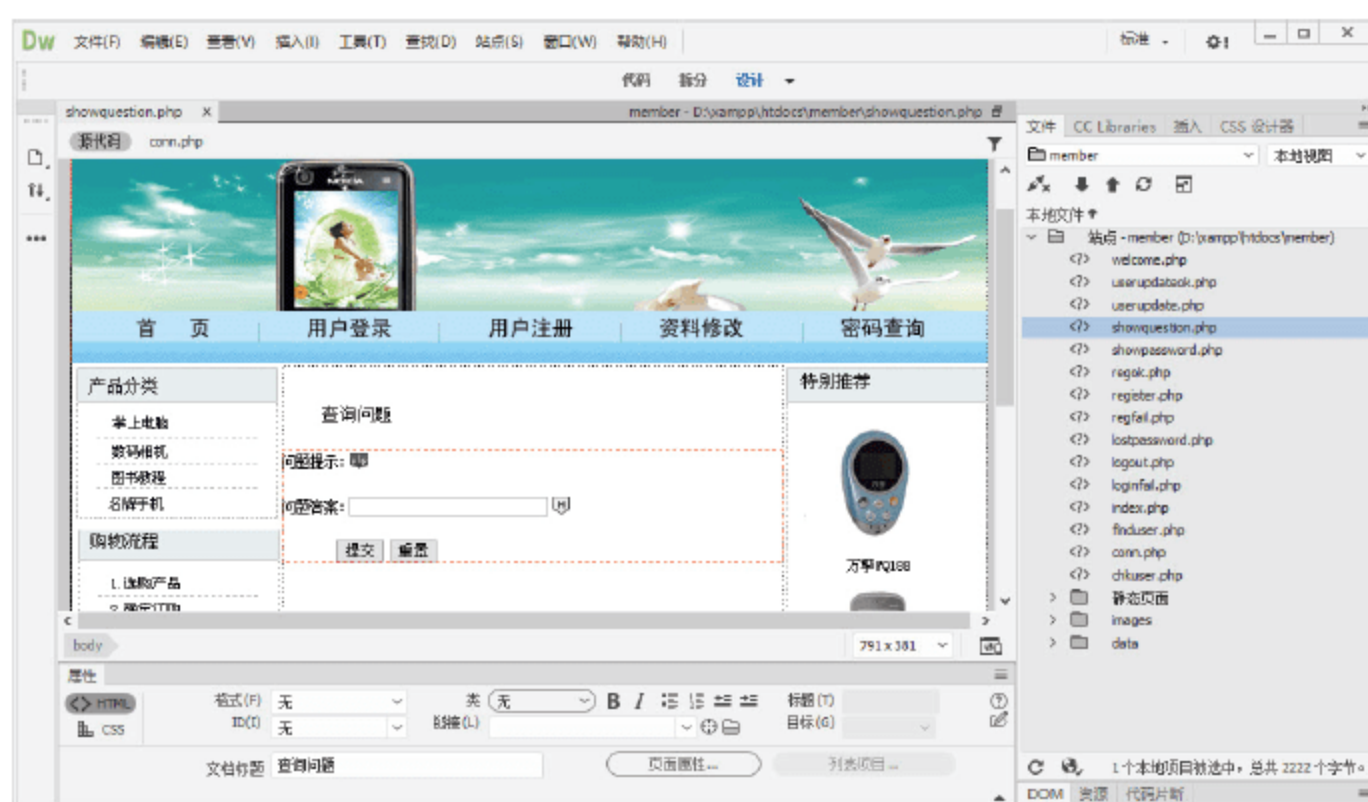 Dw 文件(F) 编辑(E) 查看(V) 插入(I) 工具(T) 查找(D) 站点(S) 窗口(W) 帮助(H) 标准
代码 拆分 设计
showquestion.php X member - D:\xampp\htdocs\member\showquestion.php
源代码 conn.php
NOKIA
首 页 用户登录 用户注册 资料修改 密码查询
产品分类
掌上电脑
数码相机
图书教程
名牌手机
购物流程
1. 选购产品
2. 确定订购
查询问题
问题提示:
问题答案:
提交 重置
特别推荐
万事PQ188
body 791 x 381
属性
<> HTML 格式(F) 无 类 无 B I 标题(T)
CSS ID(I) 无 链接(L) 目标(G)
文档标题 查询问题 页面属性... 列表项目...
文件 CC Libraries 插入 CSS 设计器
member 本地视图
本地文件
站点 - member (D:\xampp\htdocs\member)
welcome.php
userupdateok.php
userupdate.php
showquestion.php
showpassword.php
regok.php
register.php
regfail.php
lostpassword.php
logout.php
loginfail.php
index.php
finduser.php
conn.php
chkuser.php
静态页面
images
data
1 个本地项目被选中，总共 2222 个字节。
DOM 资源 代码片断